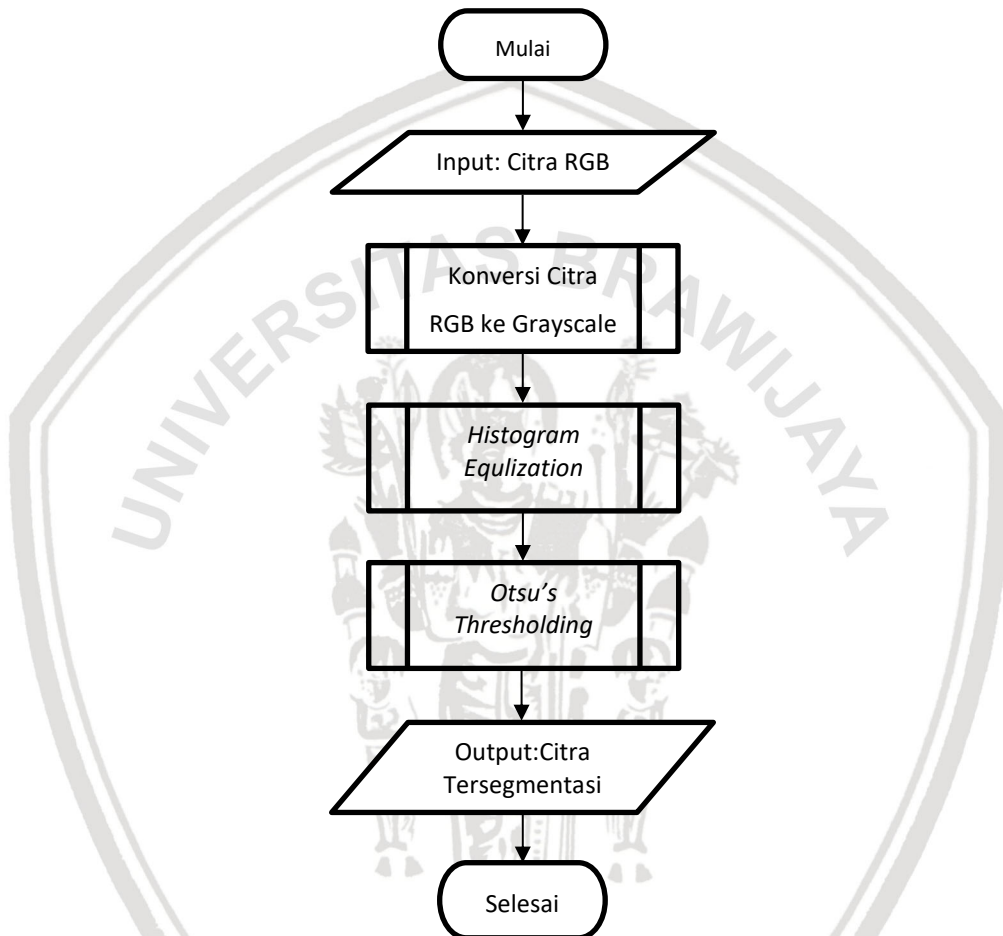 UNIVERSITAS BRAWIJAYA
Mulai
Input: Citra RGB
Konversi Citra
RGB ke Grayscale
Histogram
Equlization
Otsu’s
Thresholding
Output:Citra
Tersegmentasi
Selesai